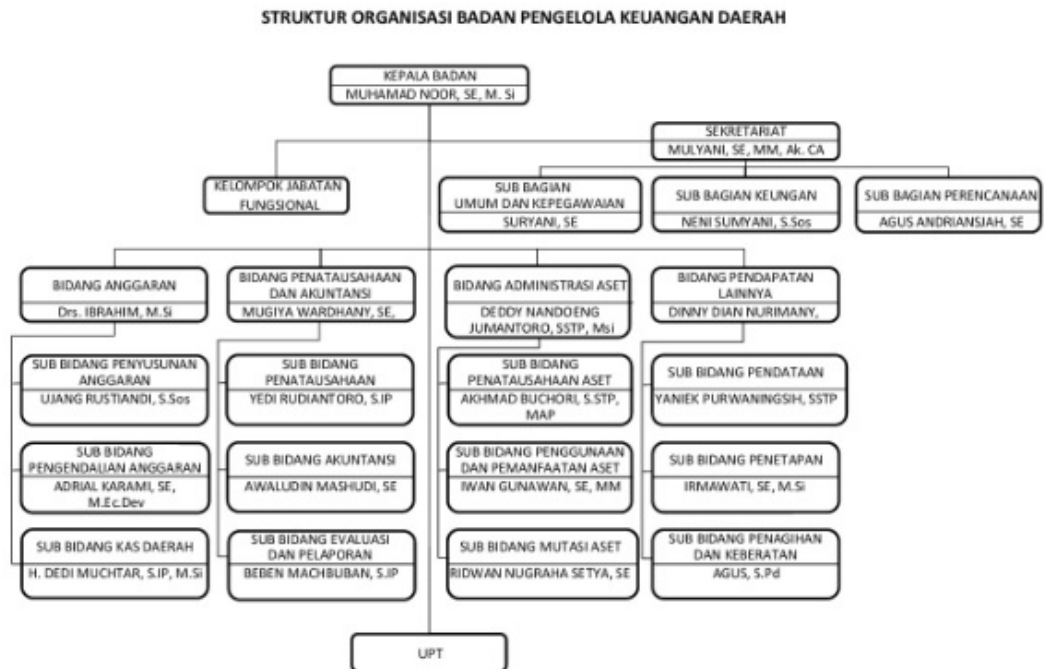 STRUKTUR ORGANISASI BADAN PENGELOLA KEUANGAN DAERAH
KEPALA BADAN
MUHAMAD NOOR, SE, M. Si
SEKRETARIAT
MULYANI, SE, MM, Ak. CA
KELOMPOK JABATAN
FUNGSIONAL
SUB BAGIAN
UMUM DAN KEPEGAWAIAN
SURYANI, SE
SUB BAGIAN KEUNGAN
NENI SUMYANI, S.Sos
SUB BAGIAN PERENCANAAN
AGUS ANDRIANSJAH, SE
BIDANG ANGGARAN
Drs. IBRAHIM, M.Si
BIDANG PENATAUSAHAAN
DAN AKUNTANSI
MUGIYA WARDHANY, SE,
BIDANG ADMINISTRASI ASET
DEDDY NANDOENG
JUMANTORO, SSTP, Msi
BIDANG PENDAPATAN
LAINNYA
DINNY DIAN NURIMANY,
SUB BIDANG PENYUSUNAN
ANGGARAN
UJANG RUSTIANDI, S.Sos
SUB BIDANG
PENATAUSAHAAN
YEDI RUDIANTORO, S.IP
SUB BIDANG
PENATAUSAHAAN ASET
AKHMAD BUCHORI, S.STP,
MAP
SUB BIDANG PENDATAAN
YANIEK PURWANINGSIH, SSTP
SUB BIDANG
PENGENDALIAN ANGGARAN
ADRIAL KARAMI, SE,
M.Ec.Dev
SUB BIDANG AKUNTANSI
AWALUDIN MASHUDI, SE
SUB BIDANG PENGGUNAAN
DAN PEMANFAATAN ASET
IWAN GUNAWAN, SE, MM
SUB BIDANG PENETAPAN
IRMAWATI, SE, M.Si
SUB BIDANG KAS DAERAH
H. DEDI MUCHTAR, S.IP, M.Si
SUB BIDANG EVALUASI
DAN PELAPORAN
BEBEN MACHBUBAN, S.IP
SUB BIDANG MUTASI ASET
RIDWAN NUGRAHA SETYA, SE
SUB BIDANG PENAGIHAN
DAN KEBERATAN
AGUS, S.Pd
UPT